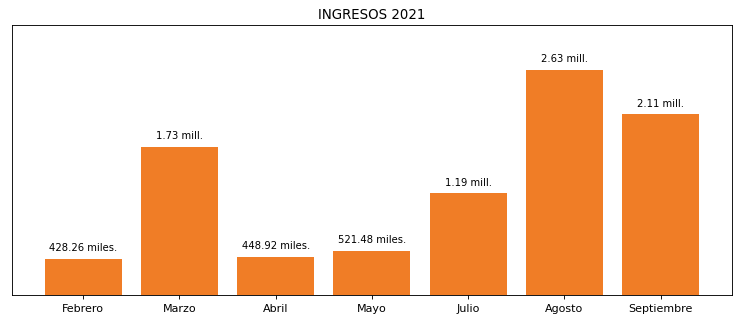 INGRESOS 2021
2.63 mill.
2.11 mill.
1.73 mill.
1.19 mill.
521.48 miles.
448.92 miles.
428.26 miles.
Febrero Marzo Abril Mayo Julio Agosto Septiembre